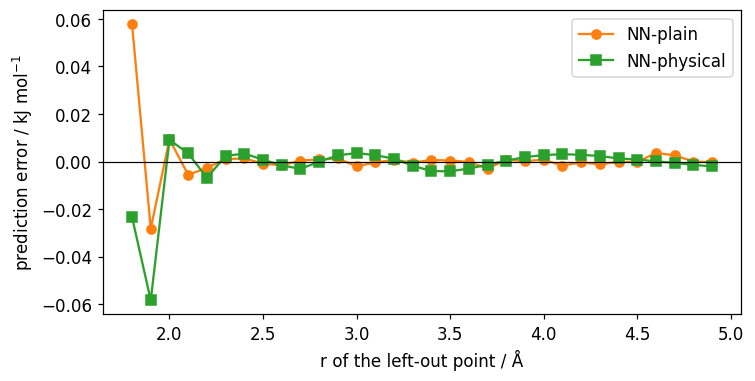 0.06
0.04
0.02
0.00
−0.02
−0.04
−0.06
prediction error / kJ mol⁻¹
NN-plain
NN-physical
2.0 2.5 3.0 3.5 4.0 4.5 5.0
r of the left-out point / Å